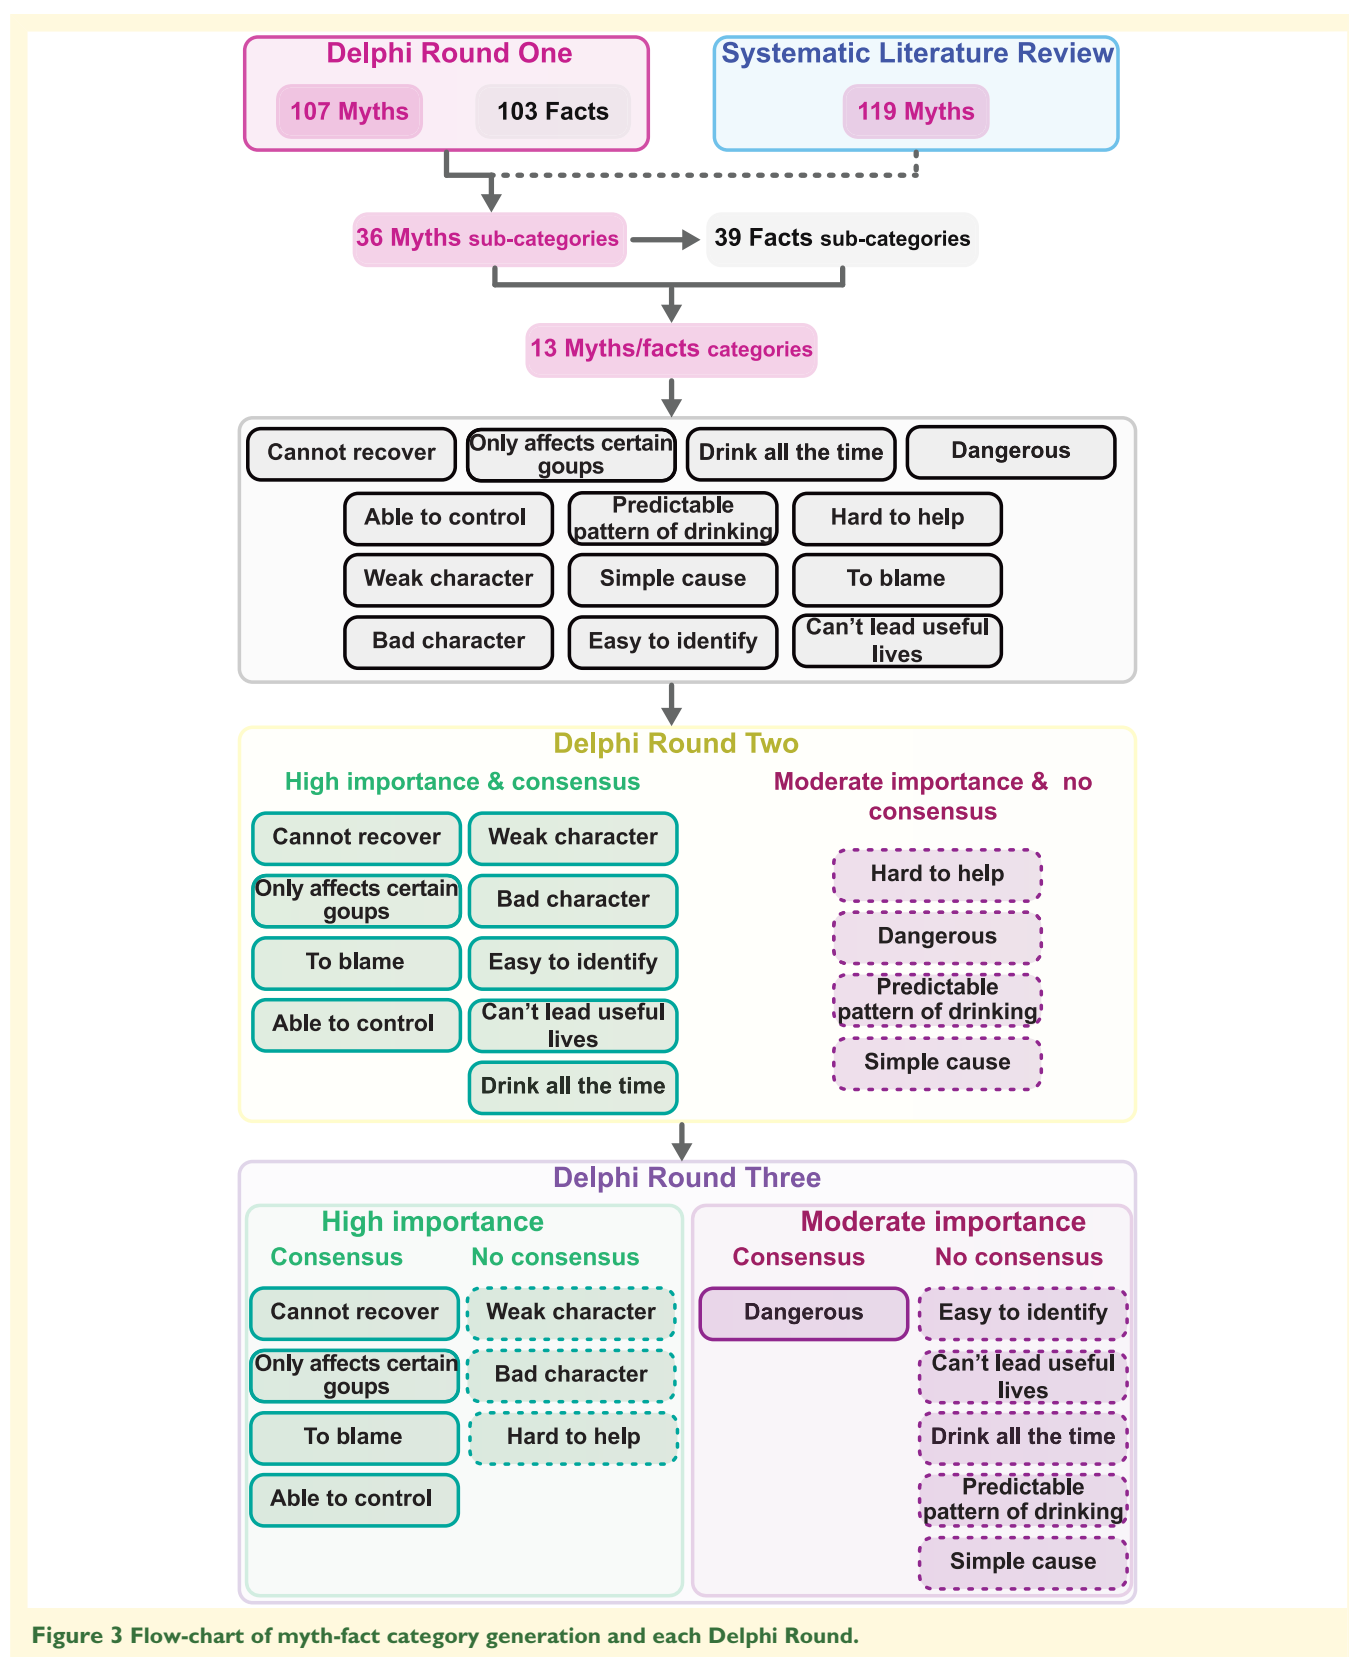 Delphi Round One
107 Myths
103 Facts
Systematic Literature Review
119 Myths
36 Myths sub-categories
39 Facts sub-categories
13 Myths/facts categories
Cannot recover
Only affects certain
goups
Drink all the time
Dangerous
Able to control
Predictable
pattern of drinking
Hard to help
Weak character
Simple cause
To blame
Bad character
Easy to identify
Can't lead useful
lives
Delphi Round Two
High importance & consensus
Cannot recover
Weak character
Only affects certain
goups
Bad character
To blame
Easy to identify
Able to control
Can't lead useful
lives
Drink all the time
Moderate importance &  no
consensus
Hard to help
Dangerous
Predictable
pattern of drinking
Simple cause
Delphi Round Three
High importance
Consensus
No consensus
Cannot recover
Weak character
Only affects certain
goups
Bad character
To blame
Hard to help
Able to control
Moderate importance
Consensus
No consensus
Dangerous
Easy to identify
Can't lead useful
lives
Drink all the time
Predictable
pattern of drinking
Simple cause
Figure 3 Flow-chart of myth-fact category generation and each Delphi Round.